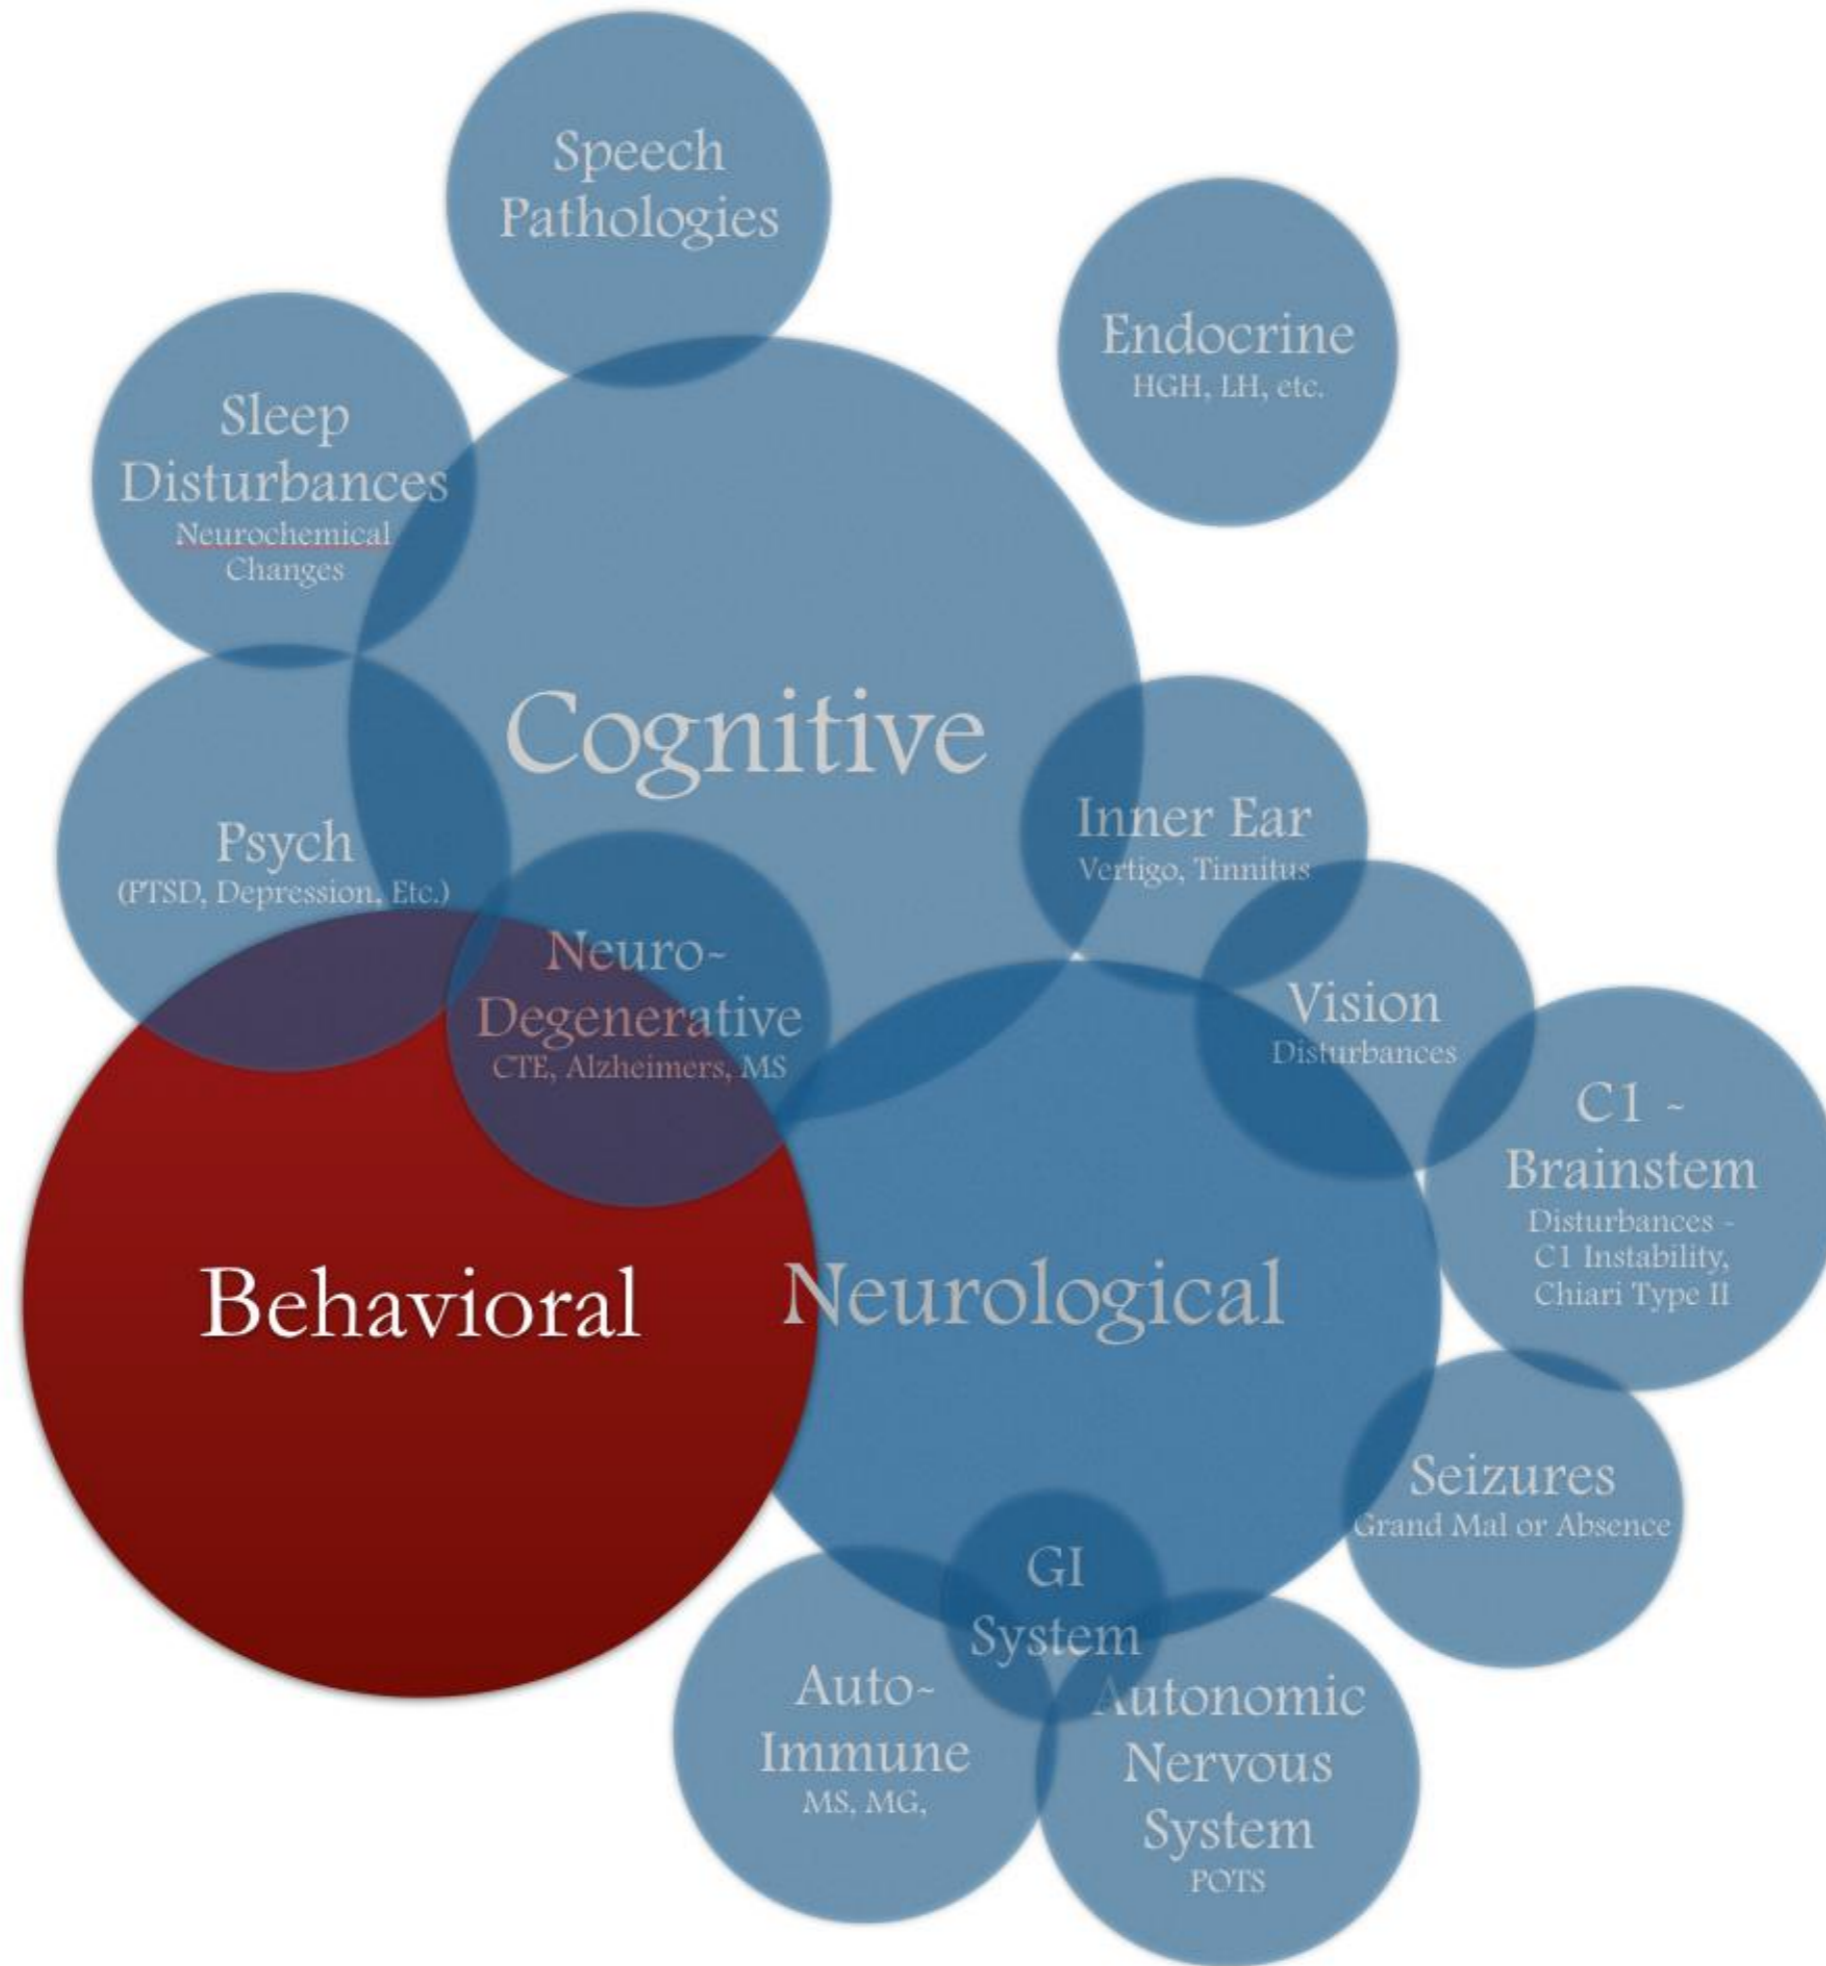 Speech
Pathologies
Endocrine
HGH, LH, etc.
Sleep
Disturbances
Neurochemical
Changes
Cognitive
Inner Ear
Vertigo, Tinnitus
Psych
(PTSD, Depression, Etc.)
Neuro-
Degenerative
CTE, Alzheimers, MS
Vision
Disturbances
C1 -
Brainstem
Disturbances -
C1 Instability,
Chiari Type II
Behavioral
Neurological
Seizures
Grand Mal or Absence
GI
System
Auto-
Immune
MS, MG,
Autonomic
Nervous
System
POTS